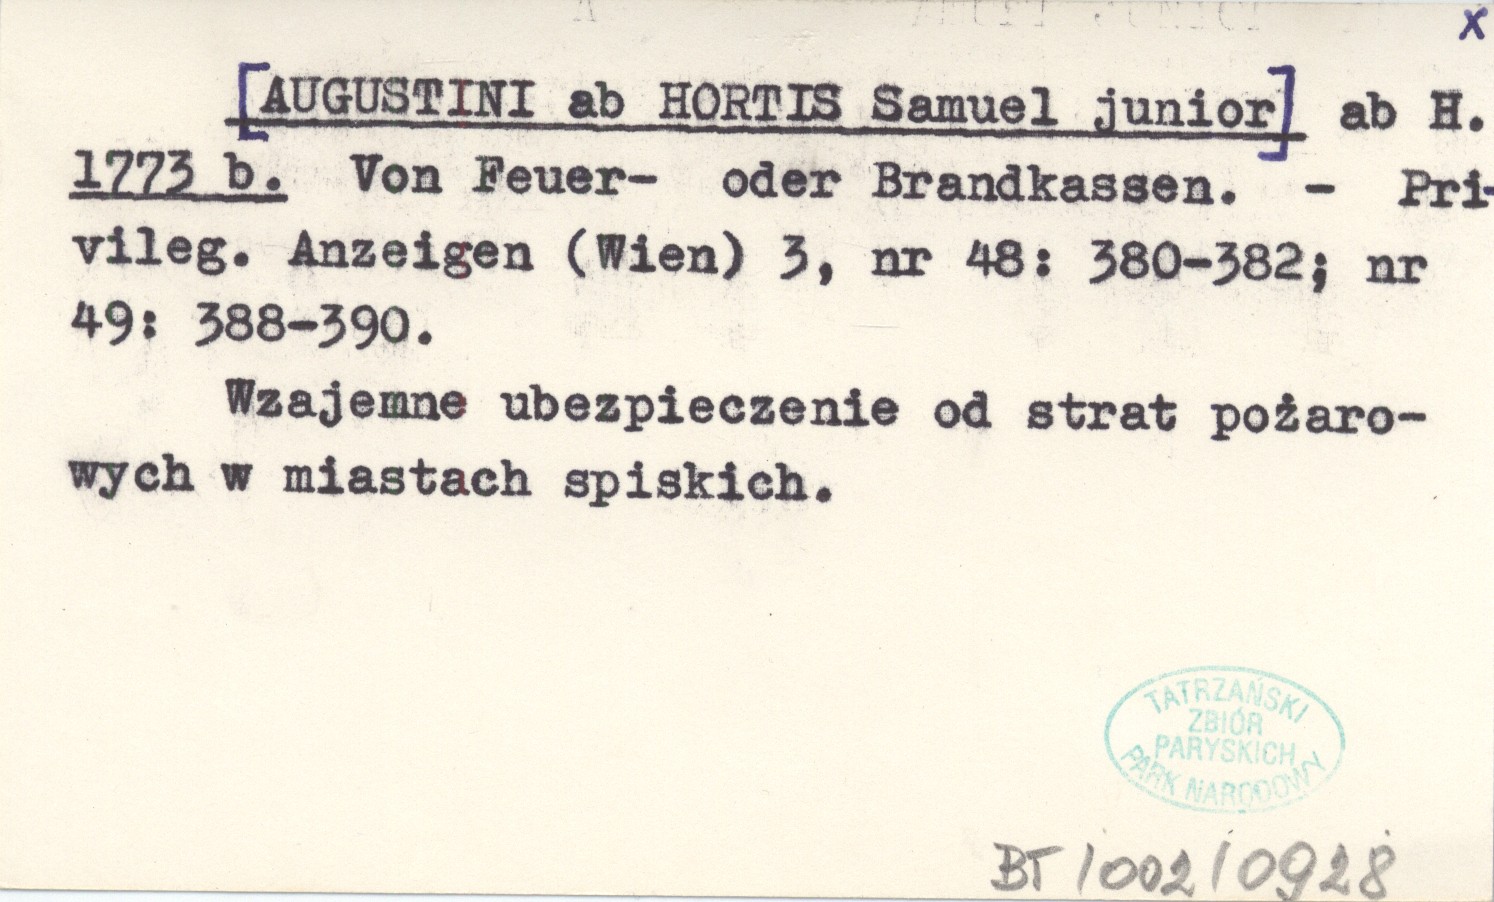 x
[AUGUSTINI ab HORTIS Samuel junior] ab H.
1773 b. Von Feuer- oder Brandkassen. - Pri-
vileg. Anzeigen (Wien) 3, nr 48: 380-382; nr
49: 388-390.
Wzajemne ubezpieczenie od strat pożaro-
wych w miastach spiskich.
TATRZAŃSKI
ZBIÓR
PARYSKICH
PARK NARODOWY
BT/002/0928